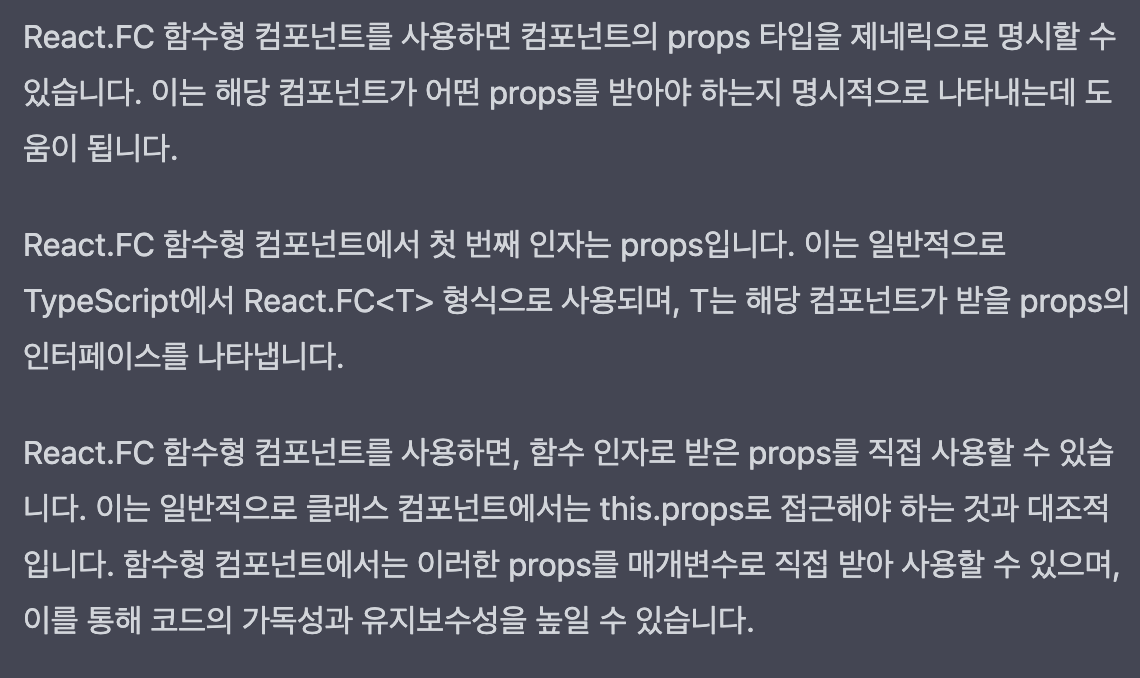 React.FC 함수형 컴포넌트를 사용하면 컴포넌트의 props 타입을 제네릭으로 명시할 수
있습니다. 이는 해당 컴포넌트가 어떤 props를 받아야 하는지 명시적으로 나타내는데 도
움이 됩니다.
React.FC 함수형 컴포넌트에서 첫 번째 인자는 props입니다. 이는 일반적으로
TypeScript에서 React.FC<T> 형식으로 사용되며, T는 해당 컴포넌트가 받을 props의
인터페이스를 나타냅니다.
React.FC 함수형 컴포넌트를 사용하면, 함수 인자로 받은 props를 직접 사용할 수 있습
니다. 이는 일반적으로 클래스 컴포넌트에서는 this.props로 접근해야 하는 것과 대조적
입니다. 함수형 컴포넌트에서는 이러한 props를 매개변수로 직접 받아 사용할 수 있으며,
이를 통해 코드의 가독성과 유지보수성을 높일 수 있습니다.